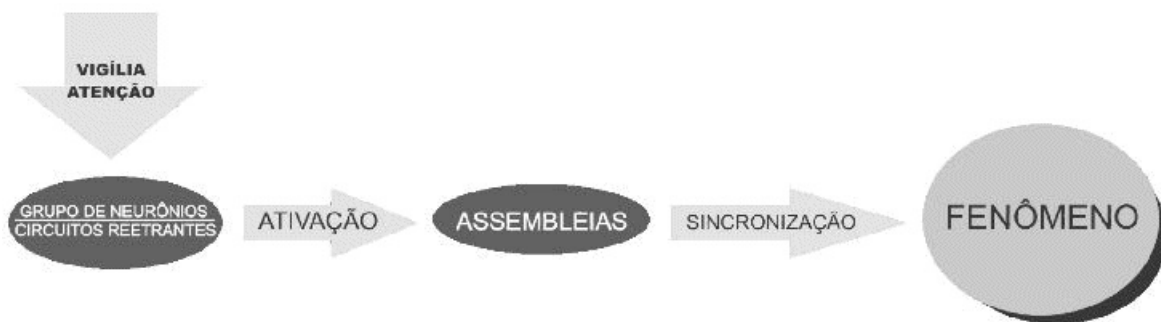 VIGÍLIA
ATENÇÃO
GRUPO DE NEURÔNIOS
CIRCUITOS REETRANTES
ATIVAÇÃO
ASSEMBLEIAS
SINCRONIZAÇÃO
FENÔMENO